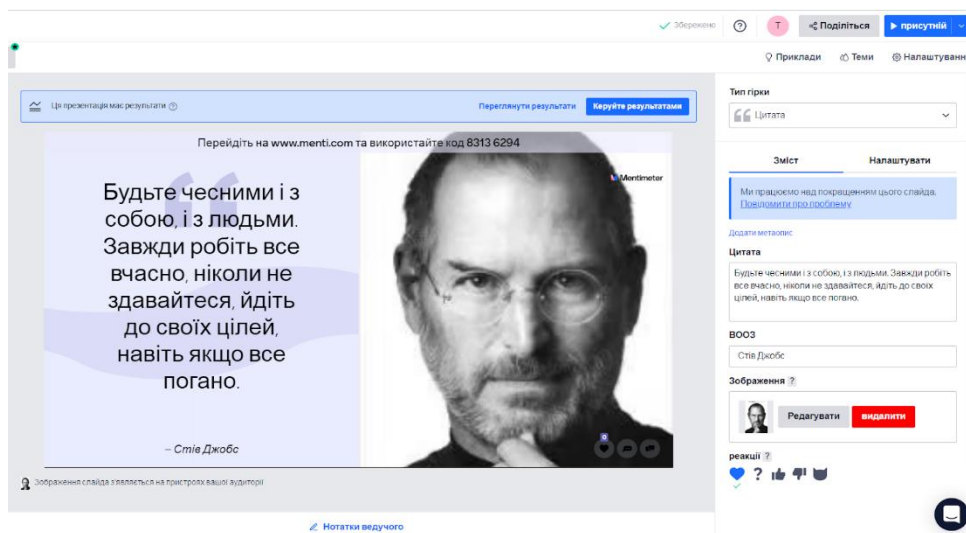 Збережено
T
Поділіться
присутній
Приклади
Теми
Налаштуванн
Ця презентація має результати
Переглянути результати
Керуйте результатами
Перейдіть на www.menti.com та використайте код 8313 6294
Mentimeter
Будьте чесними і з
собою, і з людьми.
Завжди робіть все
вчасно, ніколи не
здавайтеся, йдіть
до своїх цілей,
навіть якщо все
погано.
– Стів Джобс
0
Зображення слайда з'являється на пристроях вашої аудиторії
Нотатки ведучого
Тип гірки
Цитата
Зміст
Налаштувати
Ми працюємо над покращенням цього слайда.
Повідомити про проблему
Додати метаопис
Цитата
Будьте чесними і з собою, і з людьми. Завжди робіть
все вчасно, ніколи не здавайтеся, йдіть до своїх
цілей, навіть якщо все погано.
ВООЗ
Стів Джобс
Зображення ?
Редагувати
видалити
реакції ?
?